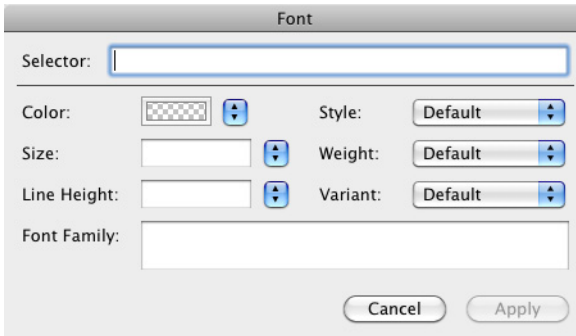 Font
Selector:
Color: Style: Default
Size: Weight: Default
Line Height: Variant: Default
Font Family:
Cancel Apply